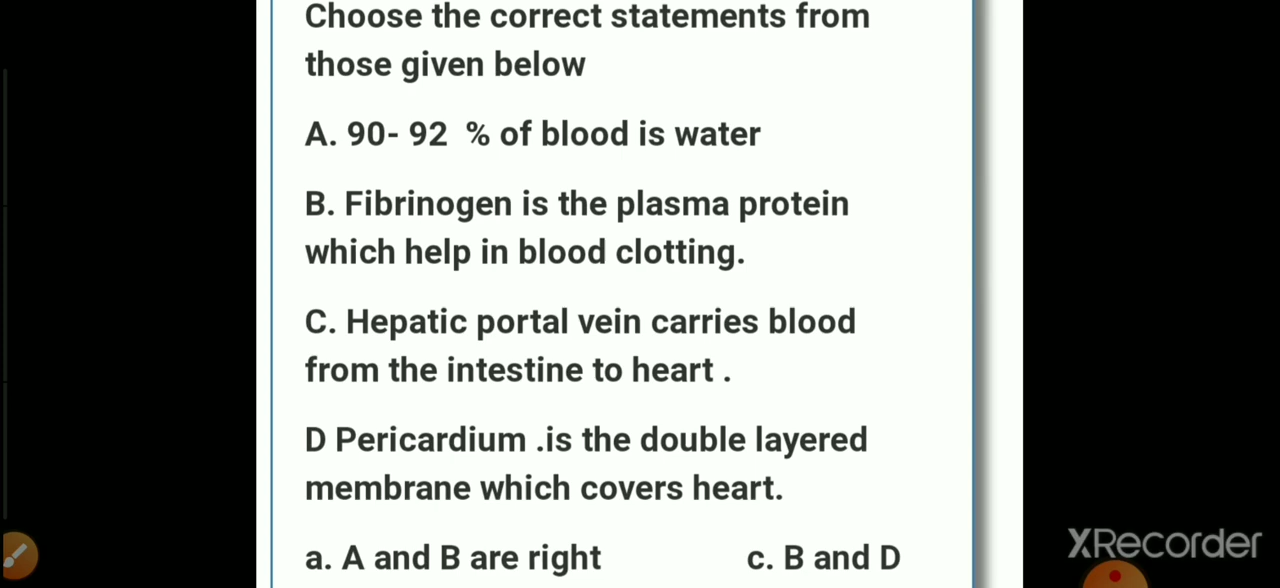 Choose the correct statements from
those given below
A. 90- 92 % of blood is water
B. Fibrinogen is the plasma protein
which help in blood clotting.
C. Hepatic portal vein carries blood
from the intestine to heart .
D Pericardium .is the double layered
membrane which covers heart.
a. A and B are right c. B and D
XRecorder